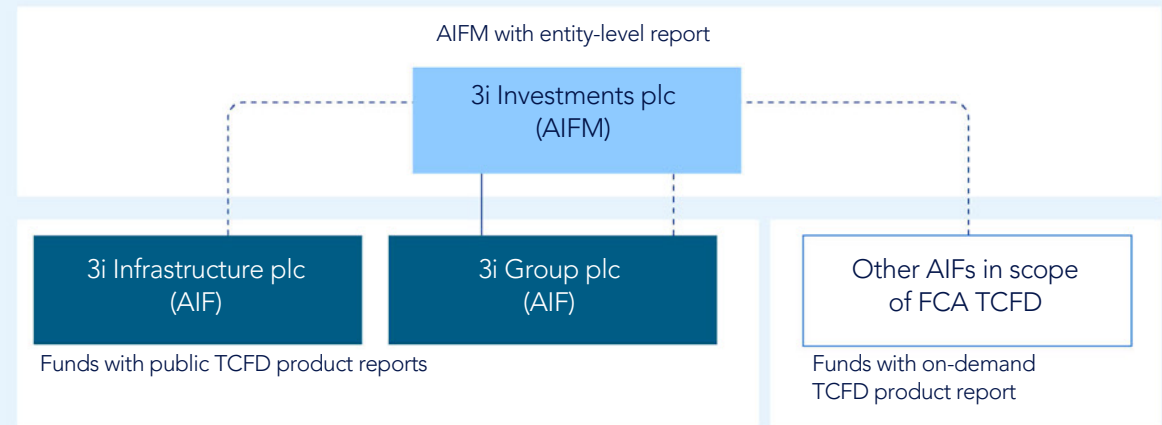 AIFM with entity-level report
3i Investments plc
(AIFM)
3i Infrastructure plc
(AIF)
3i Group plc
(AIF)
Other AIFs in scope
of FCA TCFD
Funds with public TCFD product reports
Funds with on-demand
TCFD product report